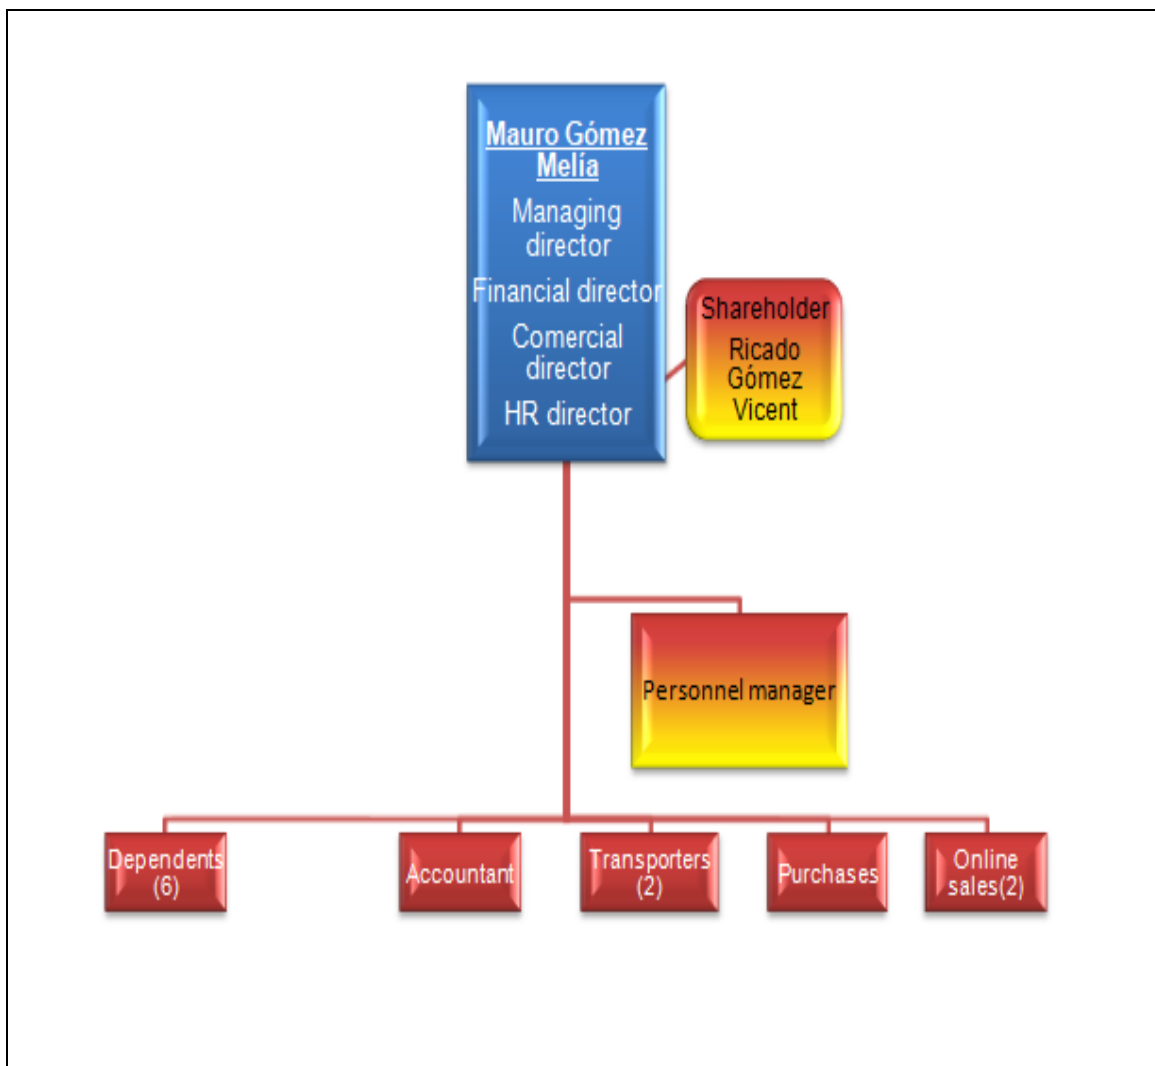 Mauro Gómez
Melía
Managing
director
Financial director
Comercial
director
HR director
Shareholder
Ricado
Gómez
Vicent
Personnel manager
Dependents
(6)
Accountant
Transporters
(2)
Purchases
Online
sales(2)